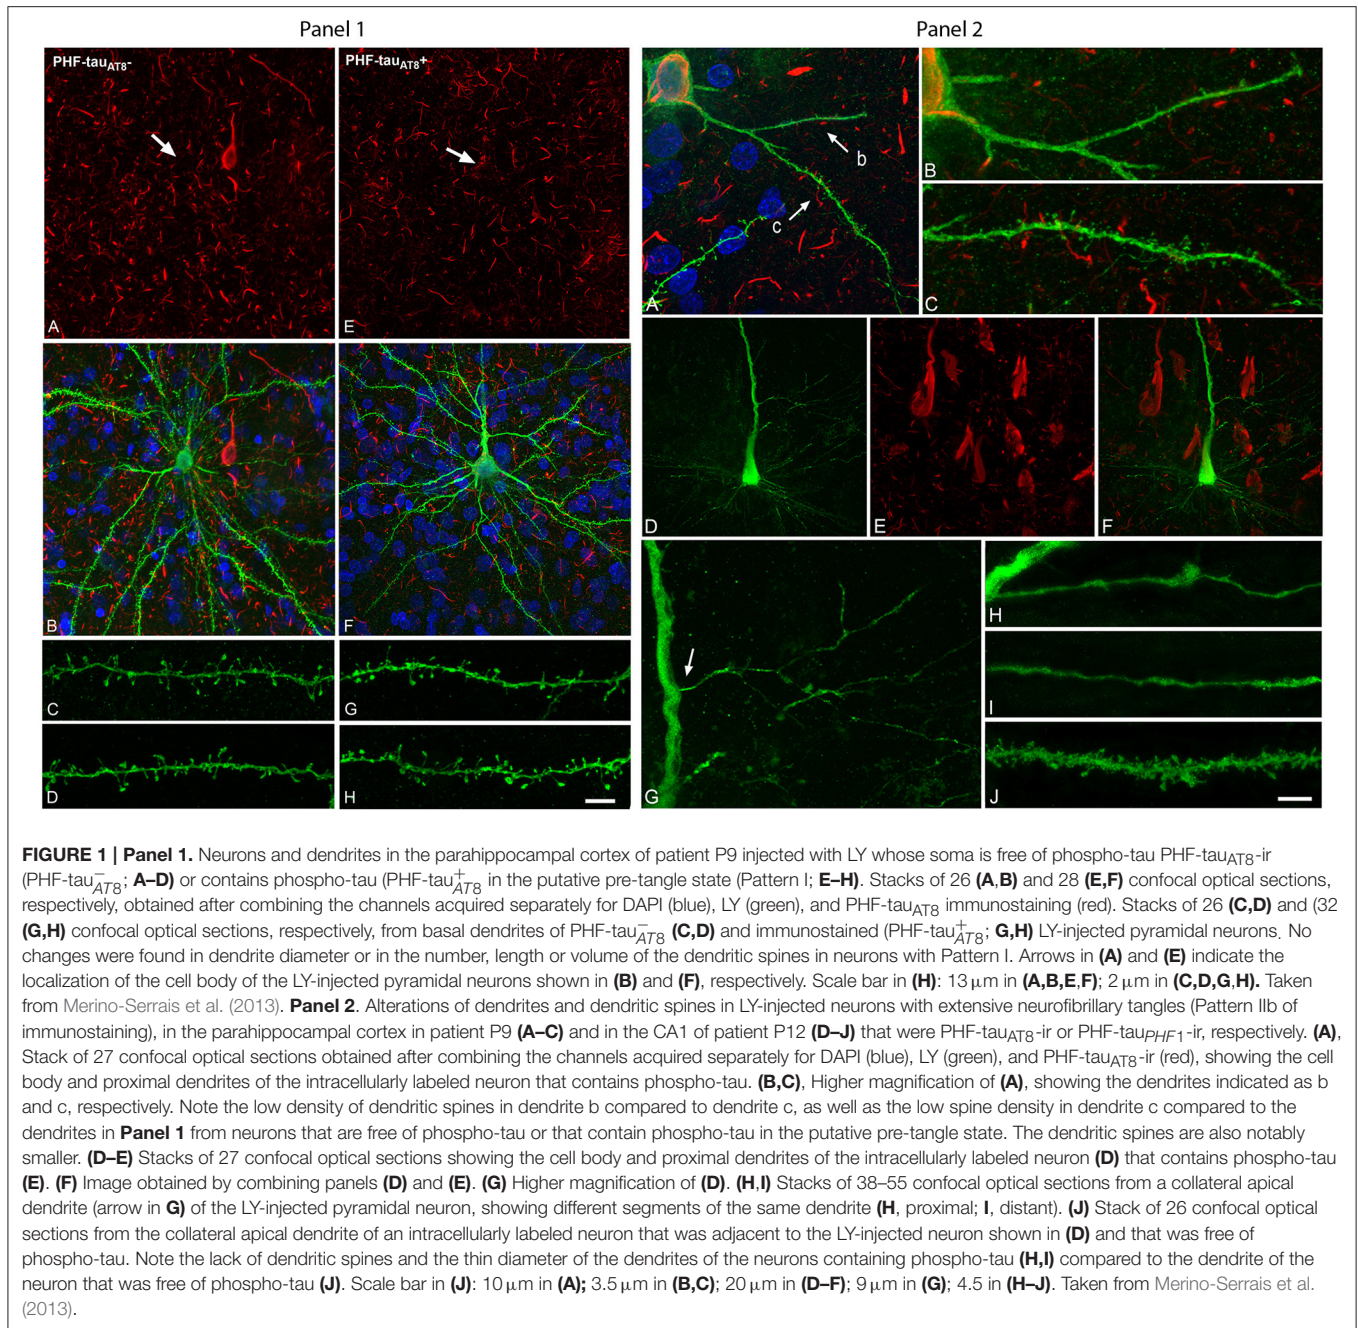 Panel 1
Panel 2
PHF-tauAT8-
PHF-tauAT8+
A
E
B
F
C
G
D
H
b
c
A
B
C
D
E
F
G
H
I
J
FIGURE 1 | Panel 1. Neurons and dendrites in the parahippocampal cortex of patient P9 injected with LY whose soma is free of phospho-tau PHF-tauAT8-ir
(PHF-tau−AT8; A–D) or contains phospho-tau (PHF-tau+AT8 in the putative pre-tangle state (Pattern I; E–H). Stacks of 26 (A,B) and 28 (E,F) confocal optical sections,
respectively, obtained after combining the channels acquired separately for DAPI (blue), LY (green), and PHF-tauAT8 immunostaining (red). Stacks of 26 (C,D) and (32
(G,H) confocal optical sections, respectively, from basal dendrites of PHF-tau−AT8 (C,D) and immunostained (PHF-tau+AT8; G,H) LY-injected pyramidal neurons. No
changes were found in dendrite diameter or in the number, length or volume of the dendritic spines in neurons with Pattern I. Arrows in (A) and (E) indicate the
localization of the cell body of the LY-injected pyramidal neurons shown in (B) and (F), respectively. Scale bar in (H): 13 μm in (A,B,E,F); 2 μm in (C,D,G,H). Taken
from Merino-Serrais et al. (2013). Panel 2. Alterations of dendrites and dendritic spines in LY-injected neurons with extensive neurofibrillary tangles (Pattern IIb of
immunostaining), in the parahippocampal cortex in patient P9 (A–C) and in the CA1 of patient P12 (D–J) that were PHF-tauAT8-ir or PHF-tauPHF1-ir, respectively. (A),
Stack of 27 confocal optical sections obtained after combining the channels acquired separately for DAPI (blue), LY (green), and PHF-tauAT8-ir (red), showing the cell
body and proximal dendrites of the intracellularly labeled neuron that contains phospho-tau. (B,C), Higher magnification of (A), showing the dendrites indicated as b
and c, respectively. Note the low density of dendritic spines in dendrite b compared to dendrite c, as well as the low spine density in dendrite c compared to the
dendrites in Panel 1 from neurons that are free of phospho-tau or that contain phospho-tau in the putative pre-tangle state. The dendritic spines are also notably
smaller. (D–E) Stacks of 27 confocal optical sections showing the cell body and proximal dendrites of the intracellularly labeled neuron (D) that contains phospho-tau
(E). (F) Image obtained by combining panels (D) and (E). (G) Higher magnification of (D). (H,I) Stacks of 38–55 confocal optical sections from a collateral apical
dendrite (arrow in G) of the LY-injected pyramidal neuron, showing different segments of the same dendrite (H, proximal; I, distant). (J) Stack of 26 confocal optical
sections from the collateral apical dendrite of an intracellularly labeled neuron that was adjacent to the LY-injected neuron shown in (D) and that was free of
phospho-tau. Note the lack of dendritic spines and the thin diameter of the dendrites of the neurons containing phospho-tau (H,I) compared to the dendrite of the
neuron that was free of phospho-tau (J). Scale bar in (J): 10 μm in (A); 3.5 μm in (B,C); 20 μm in (D–F); 9 μm in (G); 4.5 in (H–J). Taken from Merino-Serrais et al.
(2013).